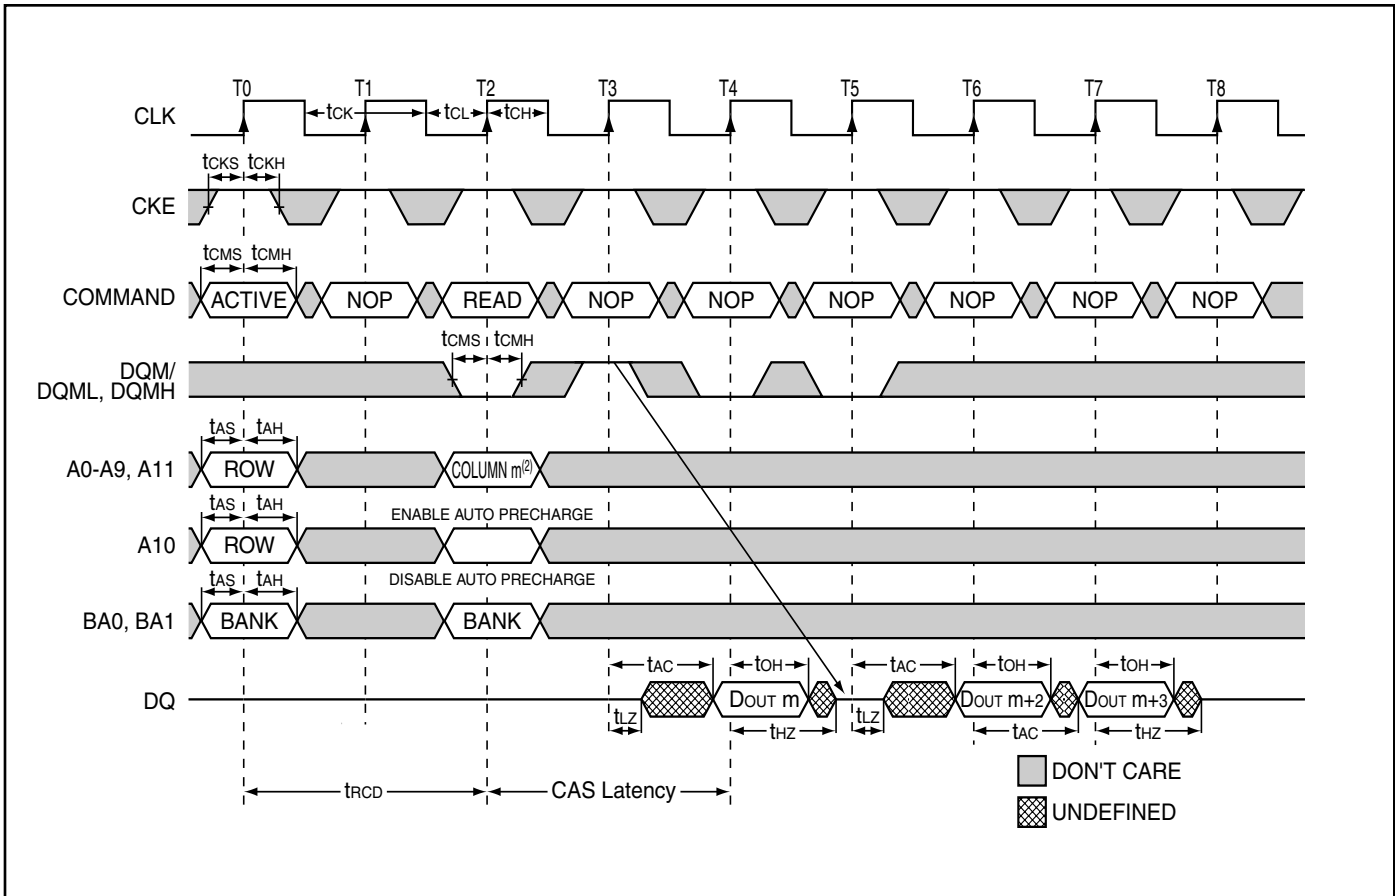 T0 T1 T2 T3 T4 T5 T6 T7 T8
CLK tCK tCL tCH
tCKS tCKH
CKE
tCMS tCMH
COMMAND ACTIVE NOP READ NOP NOP NOP NOP NOP NOP
tCMS tCMH
DQM/
DQML, DQMH
tAS tAH
A0-A9, A11 ROW COLUMN m(2)
tAS tAH ENABLE AUTO PRECHARGE
A10 ROW
tAS tAH DISABLE AUTO PRECHARGE
BA0, BA1 BANK BANK
tAC tOH tAC tOH tOH
DQ DOUT m DOUT m+2 DOUT m+3
tLZ tHZ tLZ tAC tHZ
DON'T CARE
tRCD CAS Latency
UNDEFINED